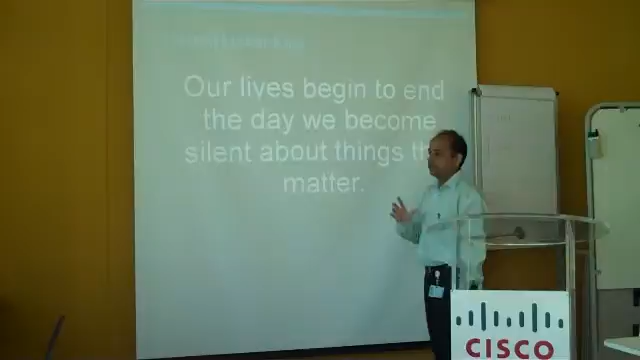 Our lives begin to end
the day we become
silent about things
matter.
CISCO